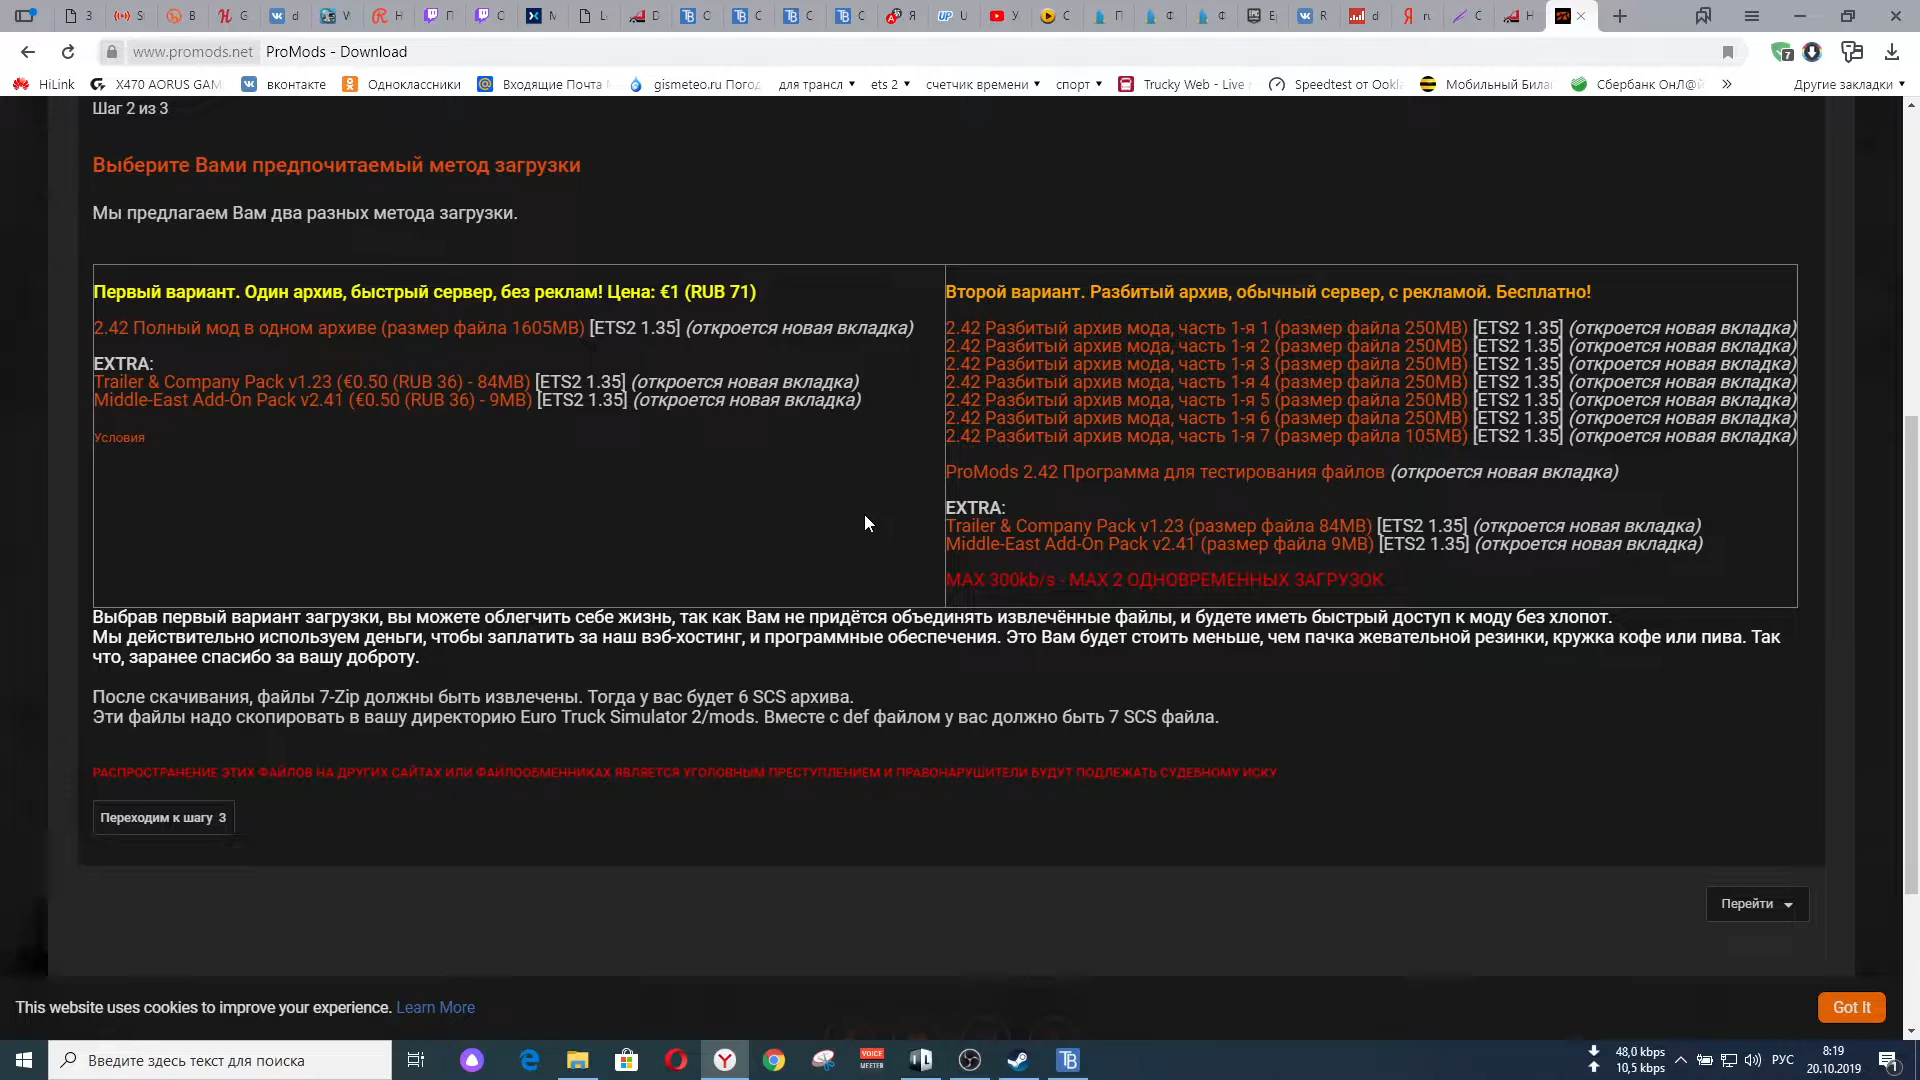 З
S
В
G
d
W
Н
П
С
М
L
D
С
С
С
С
Я
U
У
С
П
Ф
Ф
Е
R
d
rι
С
Н
www.promods.net ProMods - Download
7
HiLink
X470 AORUS GAM
вконтакте
Одноклассники
Входящие Почта
gismeteo.ru Пого
для трансл
ets 2
счетчик времени
спорт
Trucky Web - Live
Speedtest от Ookl
Мобильный Била
Сбербанк ОнЛ@й
»
Другие закладки
Шаг 2 из 3
Выберите Вами предпочитаемый метод загрузки
Мы предлагаем Вам два разных метода загрузки.
Первый вариант. Один архив, быстрый сервер, без реклам! Цена: €1 (RUB 71)
2.42 Полный мод в одном архиве (размер файла 1605MB) [ETS2 1.35] (откроется новая вкладка)
EXTRA:
Trailer & Company Pack v1.23 (€0.50 (RUB 36) - 84MB) [ETS2 1.35] (откроется новая вкладка)
Middle-East Add-On Pack v2.41 (€0.50 (RUB 36) - 9MB) [ETS2 1.35] (откроется новая вкладка)
Условия
Второй вариант. Разбитый архив, обычный сервер, с рекламой. Бесплатно!
2.42 Разбитый архив мода, часть 1-я 1 (размер файла 250MB) [ETS2 1.35] (откроется новая вкладка)
2.42 Разбитый архив мода, часть 1-я 2 (размер файла 250MB) [ETS2 1.35] (откроется новая вкладка)
2.42 Разбитый архив мода, часть 1-я 3 (размер файла 250MB) [ETS2 1.35] (откроется новая вкладка)
2.42 Разбитый архив мода, часть 1-я 4 (размер файла 250MB) [ETS2 1.35] (откроется новая вкладка)
2.42 Разбитый архив мода, часть 1-я 5 (размер файла 250MB) [ETS2 1.35] (откроется новая вкладка)
2.42 Разбитый архив мода, часть 1-я 6 (размер файла 250MB) [ETS2 1.35] (откроется новая вкладка)
2.42 Разбитый архив мода, часть 1-я 7 (размер файла 105MB) [ETS2 1.35] (откроется новая вкладка)
ProMods 2.42 Программа для тестирования файлов (откроется новая вкладка)
EXTRA:
Trailer & Company Pack v1.23 (размер файла 84MB) [ETS2 1.35] (откроется новая вкладка)
Middle-East Add-On Pack v2.41 (размер файла 9MB) [ETS2 1.35] (откроется новая вкладка)
MAX 300kb/s - MAX 2 ОДНОВРЕМЕННЫХ ЗАГРУЗОК
Выбрав первый вариант загрузки, вы можете облегчить себе жизнь, так как Вам не придётся объединять извлечённые файлы, и будете иметь быстрый доступ к моду без хлопот.
Мы действительно используем деньги, чтобы заплатить за наш вэб-хостинг, и программные обеспечения. Это Вам будет стоить меньше, чем пачка жевательной резинки, кружка кофе или пива. Так
что, заранее спасибо за вашу доброту.
После скачивания, файлы 7-Zip должны быть извлечены. Тогда у вас будет 6 SCS архива.
Эти файлы надо скопировать в вашу директорию Euro Truck Simulator 2/mods. Вместе с def файлом у вас должно быть 7 SCS файла.
РАСПРОСТРАНЕНИЕ ЭТИХ ФАЙЛОВ НА ДРУГИХ САЙТАХ ИЛИ ФАЙЛООБМЕННИКАХ ЯВЛЯЕТСЯ УГОЛОВНЫМ ПРЕСТУПЛЕНИЕМ И ПРАВОНАРУШИТЕЛИ БУДУТ ПОДЛЕЖАТЬ СУДЕБНОМУ ИСКУ
Переходим к шагу 3
Перейти
This website uses cookies to improve your experience. Learn More
Got It
Введите здесь текст для поиска
VOICE
MEETER
TB
48,0 kbps
10,5 kbps
РУС
8:19
20.10.2019
1